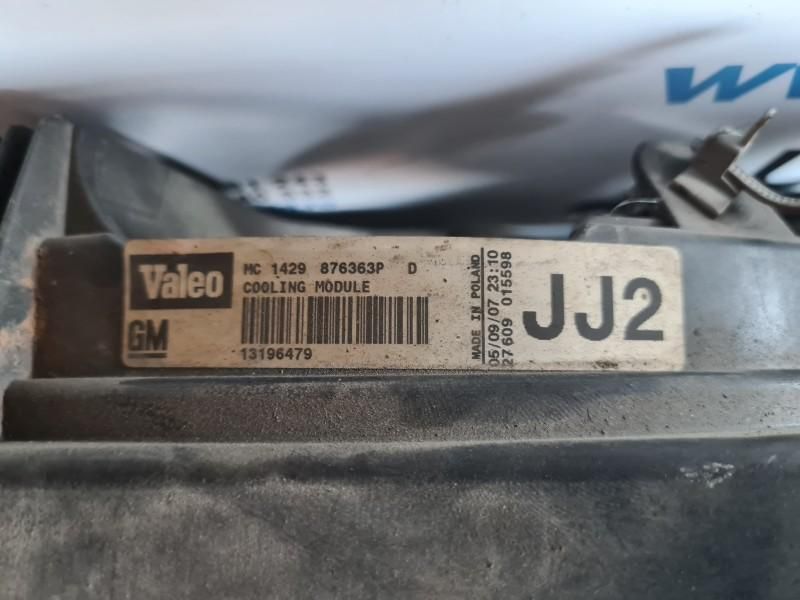 Valeo
MC 1429 876363P D
COOLING MODULE
GM
13196479
MADE IN POLAND
05/09/07 23:10
27609 015598
JJ2